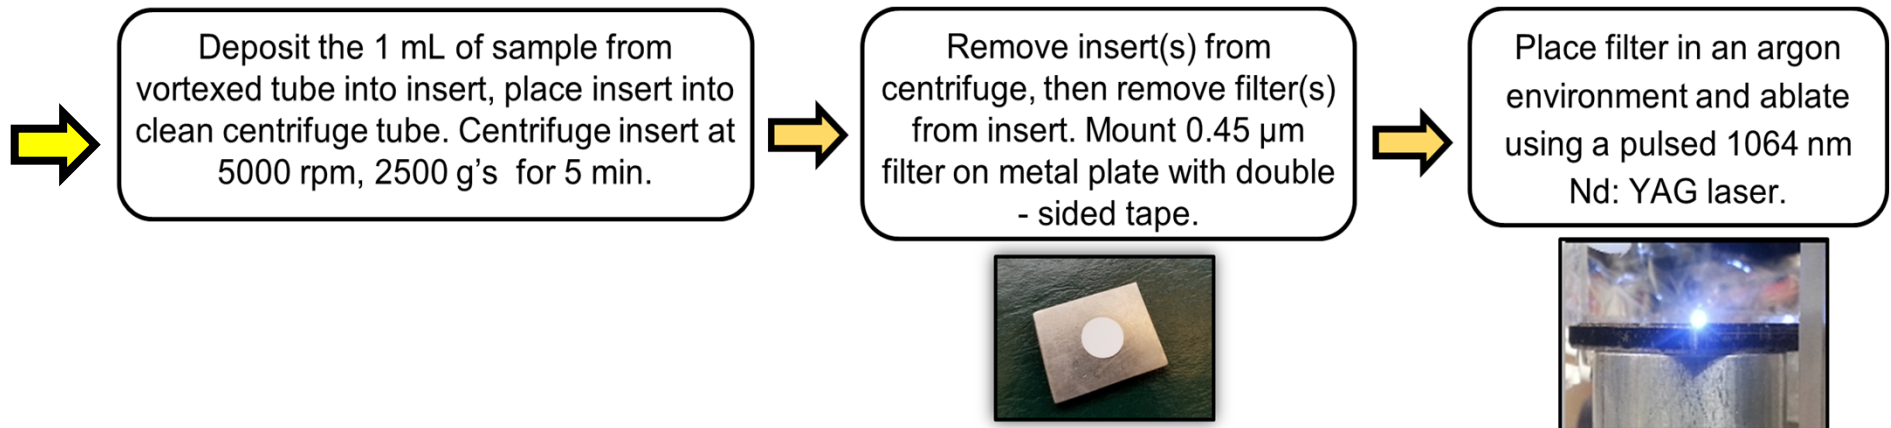 Deposit the 1 mL of sample from
vortexed tube into insert, place insert into
clean centrifuge tube. Centrifuge insert at
5000 rpm, 2500 g’s  for 5 min.
Remove insert(s) from
centrifuge, then remove filter(s)
from insert. Mount 0.45 μm
filter on metal plate with double
- sided tape.
Place filter in an argon
environment and ablate
using a pulsed 1064 nm
Nd: YAG laser.